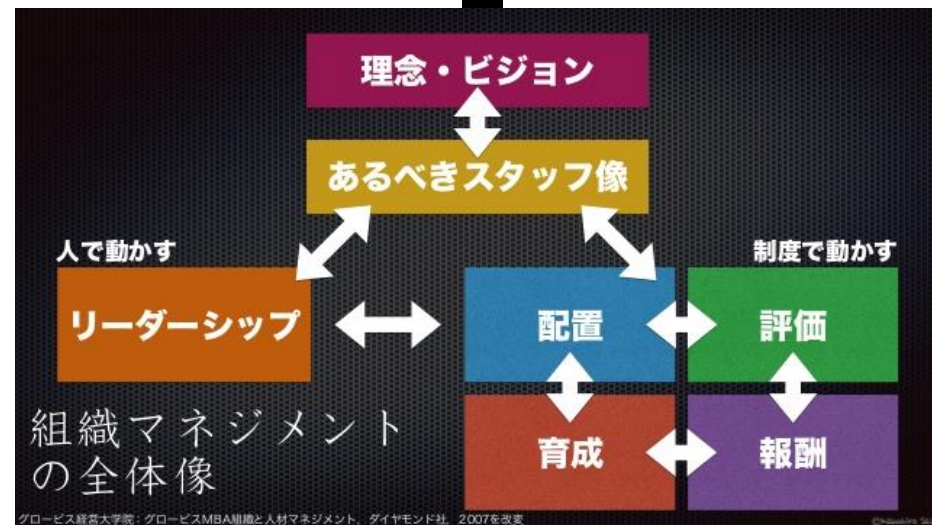 理念・ビジョン
あるべきスタッフ像
人で動かす
制度で動かす
リーダーシップ
配置
評価
育成
報酬
組織マネジメント
の全体像
グロービス経営大学院：グロービスMBA組織と人材マネジメント，ダイヤモンド社，2007を改変